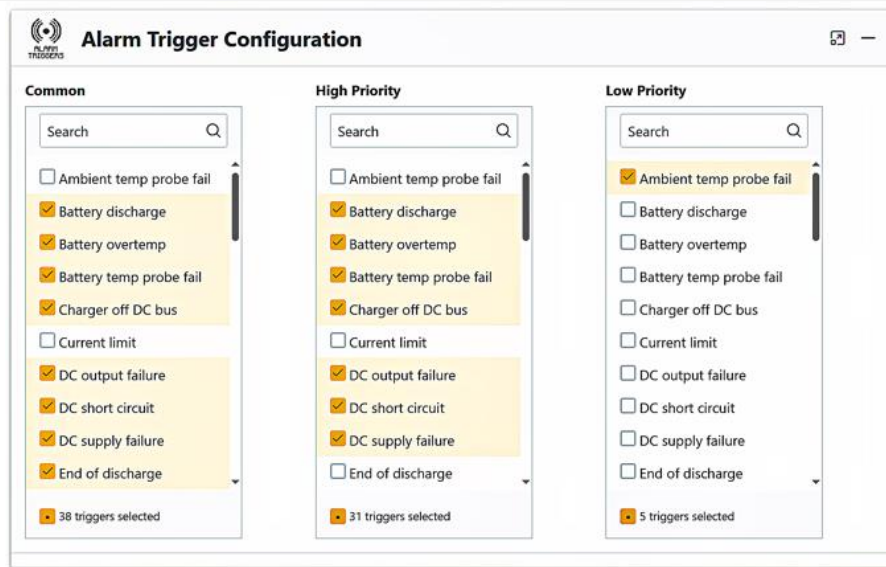 ALARM
TRIGGERS
Alarm Trigger Configuration
Common
Search
Ambient temp probe fail
Battery discharge
Battery overtemp
Battery temp probe fail
Charger off DC bus
Current limit
DC output failure
DC short circuit
DC supply failure
End of discharge
38 triggers selected
High Priority
Search
Ambient temp probe fail
Battery discharge
Battery overtemp
Battery temp probe fail
Charger off DC bus
Current limit
DC output failure
DC short circuit
DC supply failure
End of discharge
31 triggers selected
Low Priority
Search
Ambient temp probe fail
Battery discharge
Battery overtemp
Battery temp probe fail
Charger off DC bus
Current limit
DC output failure
DC short circuit
DC supply failure
End of discharge
5 triggers selected